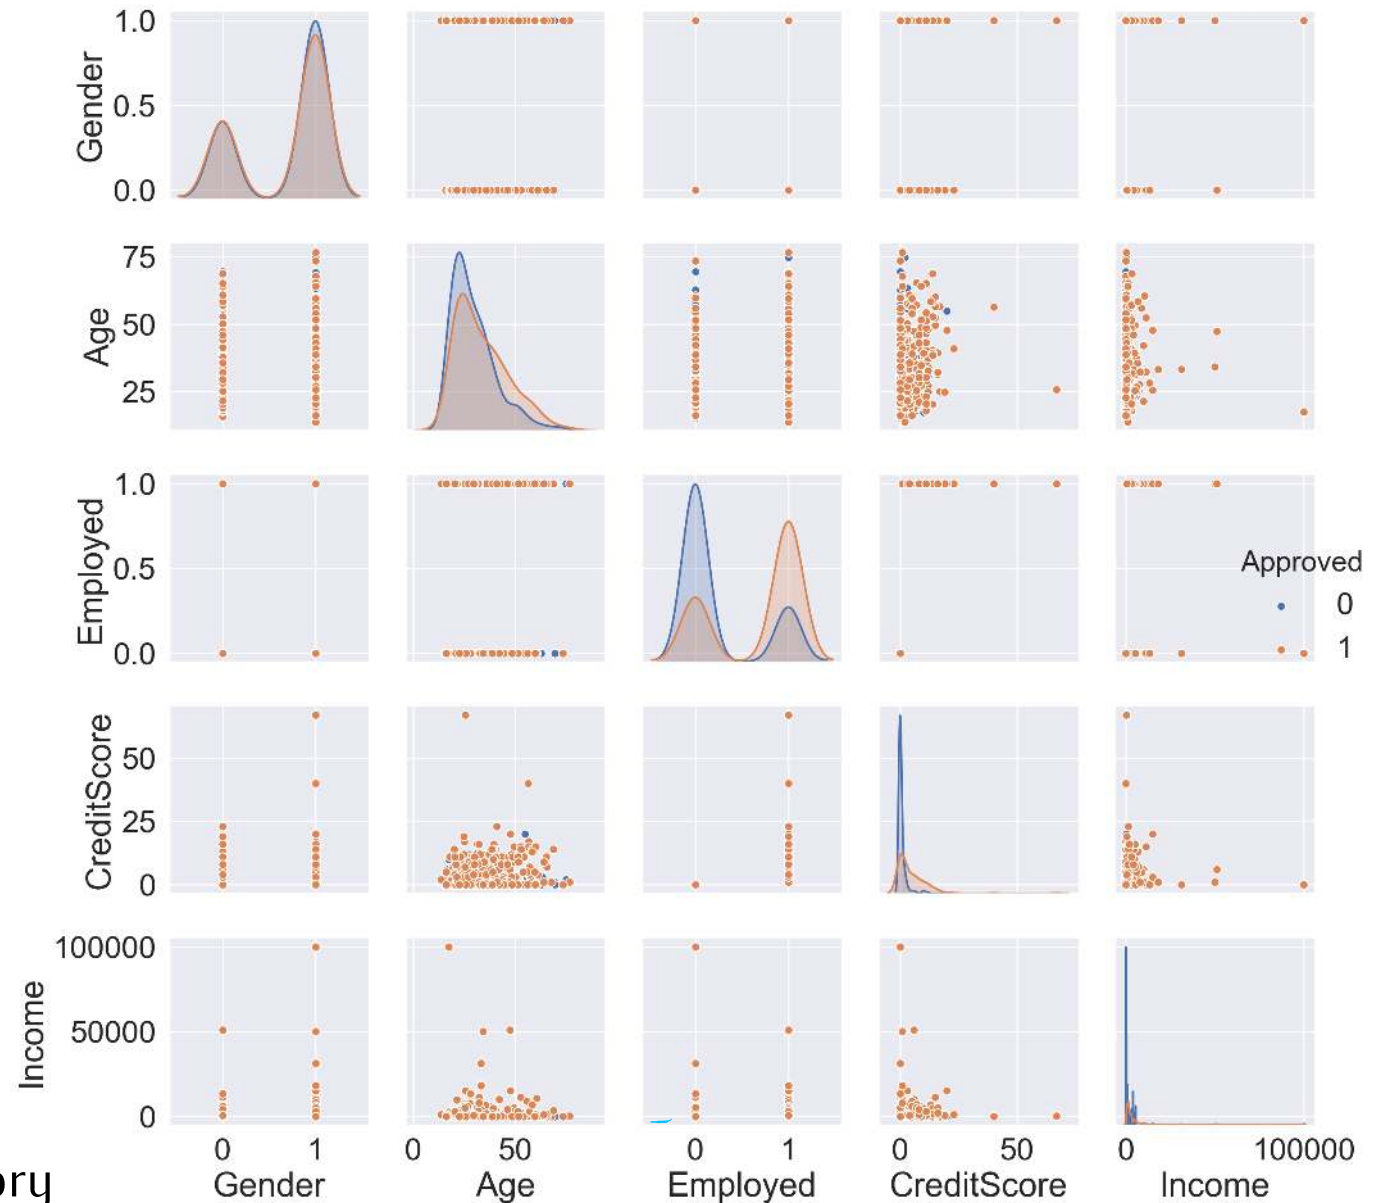 1.0
Gender
0.5
0.0
75
Age
50
25
1.0
Employed
0.5
0.0
Approved
0
1
CreditScore
50
25
0
100000
Income
50000
0
0 1 0 50 0 1 0 50 0 100000
ory Gender Age Employed CreditScore Income